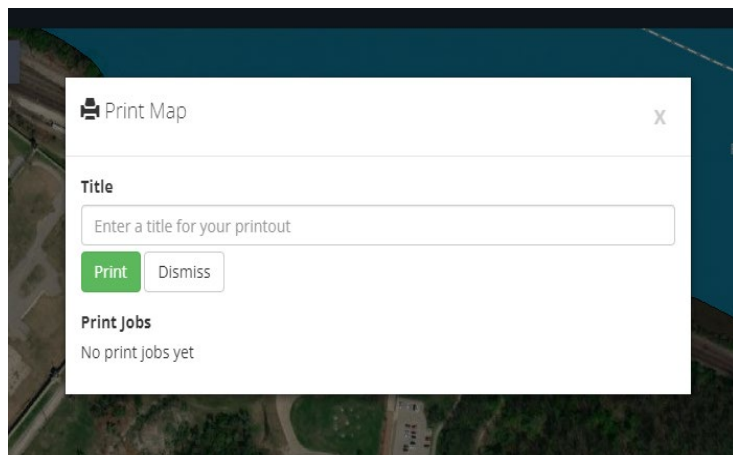 Print Map
X
Title
Enter a title for your printout
Print Dismiss
Print Jobs
No print jobs yet